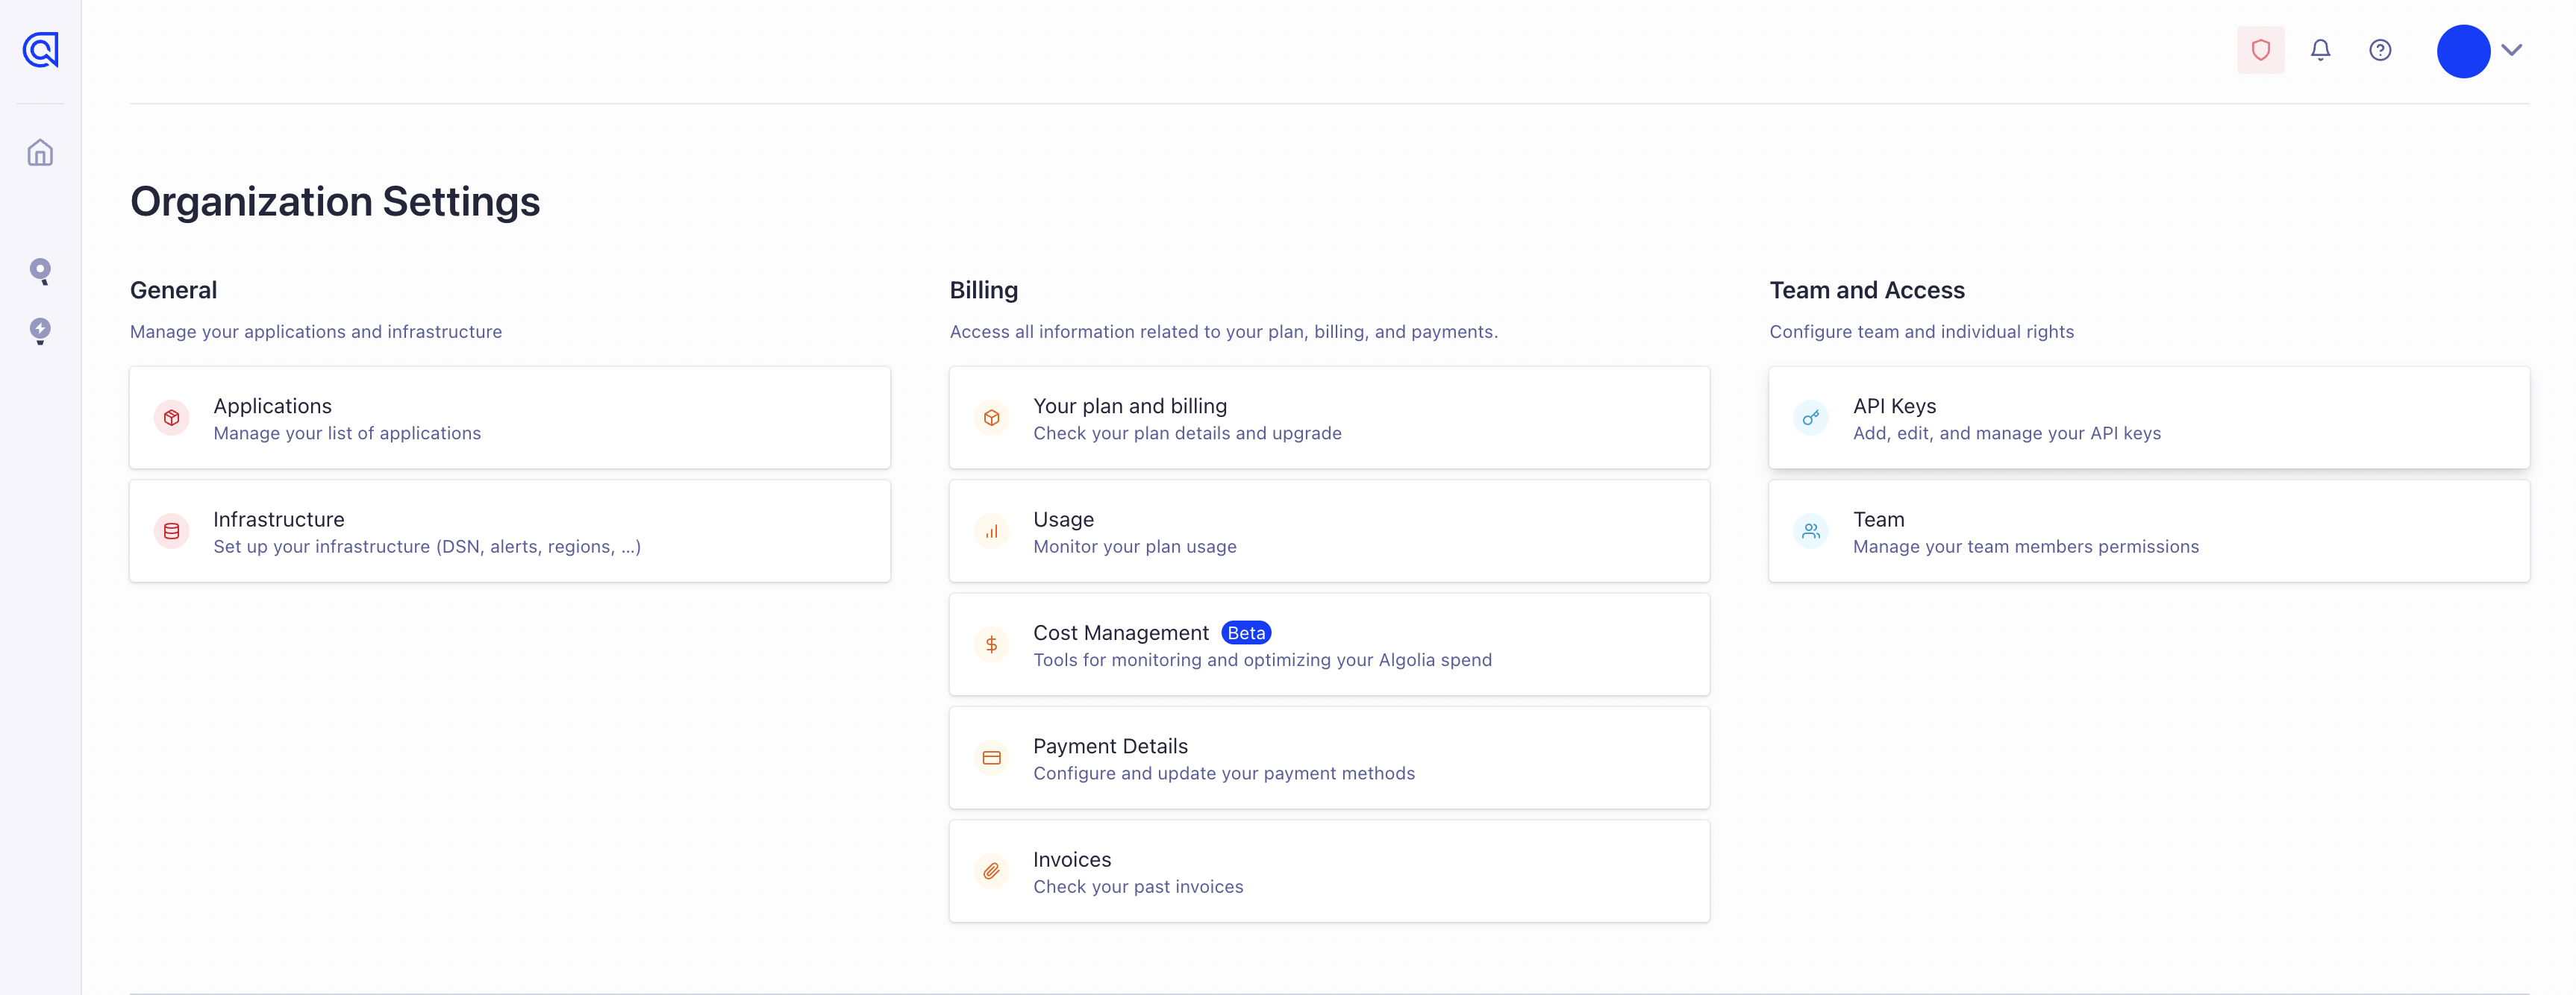 Organization Settings
General
Manage your applications and infrastructure
Applications
Manage your list of applications
Infrastructure
Set up your infrastructure (DSN, alerts, regions, ...)
Billing
Access all information related to your plan, billing, and payments.
Your plan and billing
Check your plan details and upgrade
Usage
Monitor your plan usage
Cost Management Beta
Tools for monitoring and optimizing your Algolia spend
Payment Details
Configure and update your payment methods
Invoices
Check your past invoices
Team and Access
Configure team and individual rights
API Keys
Add, edit, and manage your API keys
Team
Manage your team members permissions